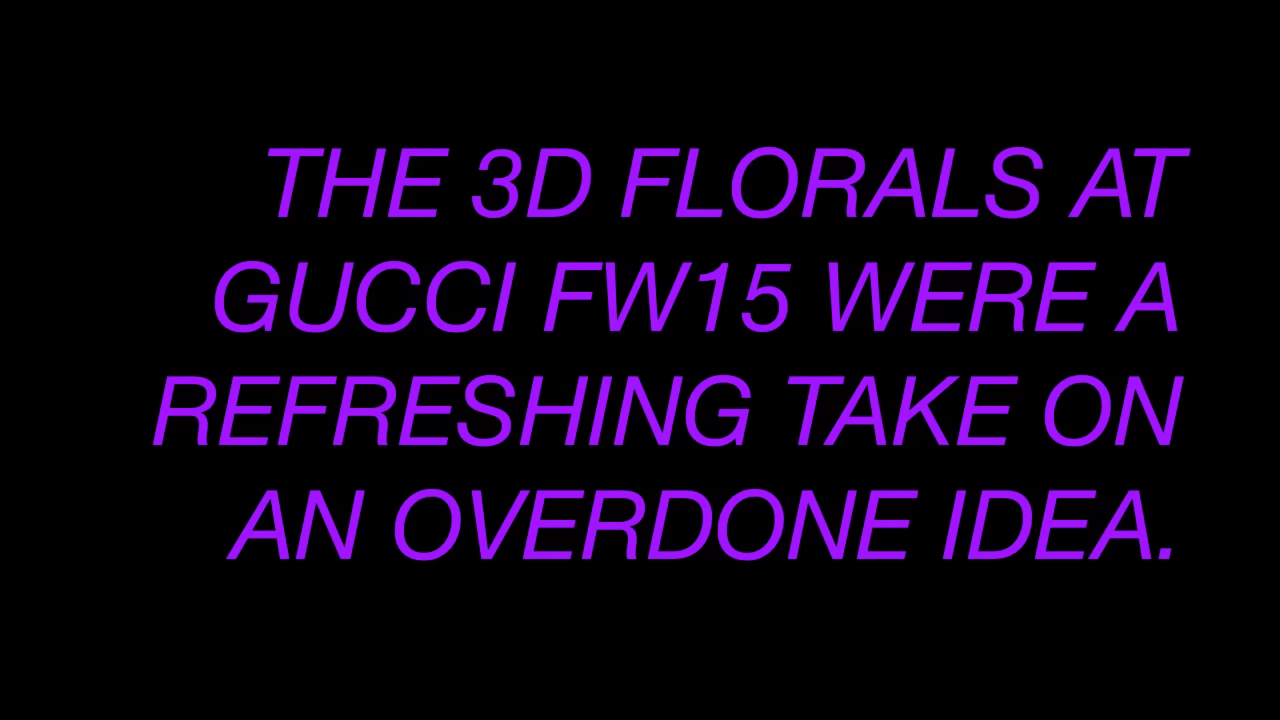 THE 3D FLORALS AT
GUCCI FW15 WERE A
REFRESHING TAKE ON
AN OVERDONE IDEA.